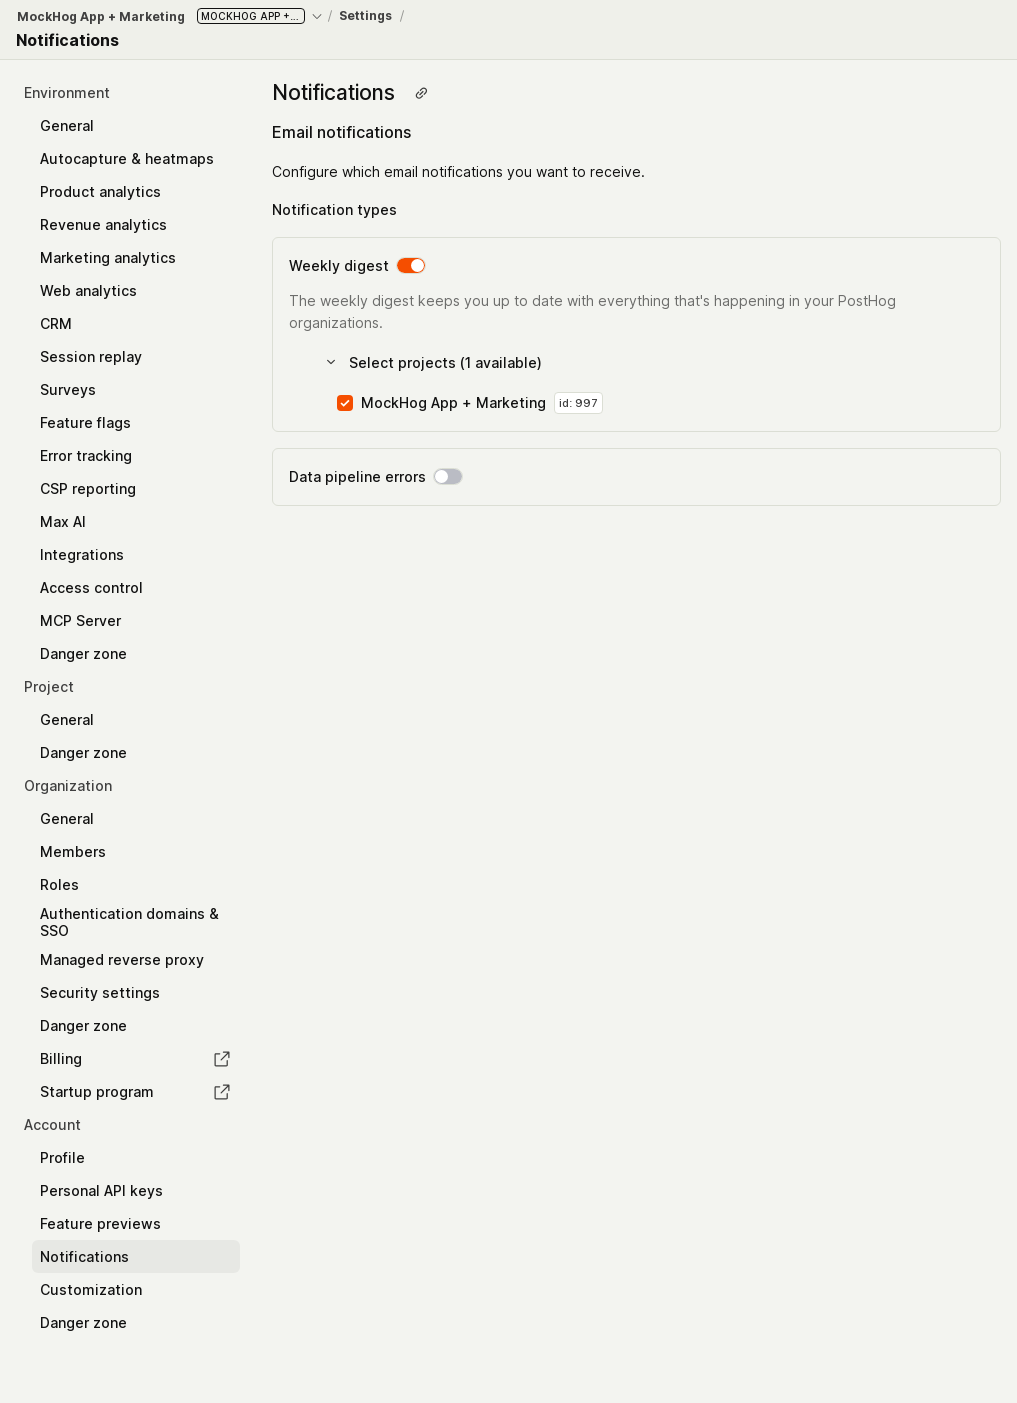 MockHog App + Marketing MOCKHOG APP +... / Settings /
Notifications
Environment
General
Autocapture & heatmaps
Product analytics
Revenue analytics
Marketing analytics
Web analytics
CRM
Session replay
Surveys
Feature flags
Error tracking
CSP reporting
Max AI
Integrations
Access control
MCP Server
Danger zone
Project
General
Danger zone
Organization
General
Members
Roles
Authentication domains &
SSO
Managed reverse proxy
Security settings
Danger zone
Billing
Startup program
Account
Profile
Personal API keys
Feature previews
Notifications
Customization
Danger zone
Notifications
Email notifications
Configure which email notifications you want to receive.
Notification types
Weekly digest
The weekly digest keeps you up to date with everything that's happening in your PostHog
organizations.
Select projects (1 available)
MockHog App + Marketing id: 997
Data pipeline errors